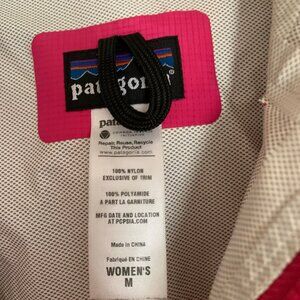 patagonia®
Repair, Reuse, Recycle
This Product
www.patagonia.com
100% NYLON
EXCLUSIVE OF TRIM
100% POLYAMIDE
A PART LA GARNITURE
MFG DATE AND LOCATION
AT PCPSIA.COM
Made in CHINA
Fabriqué EN CHINE
WOMEN'S
M